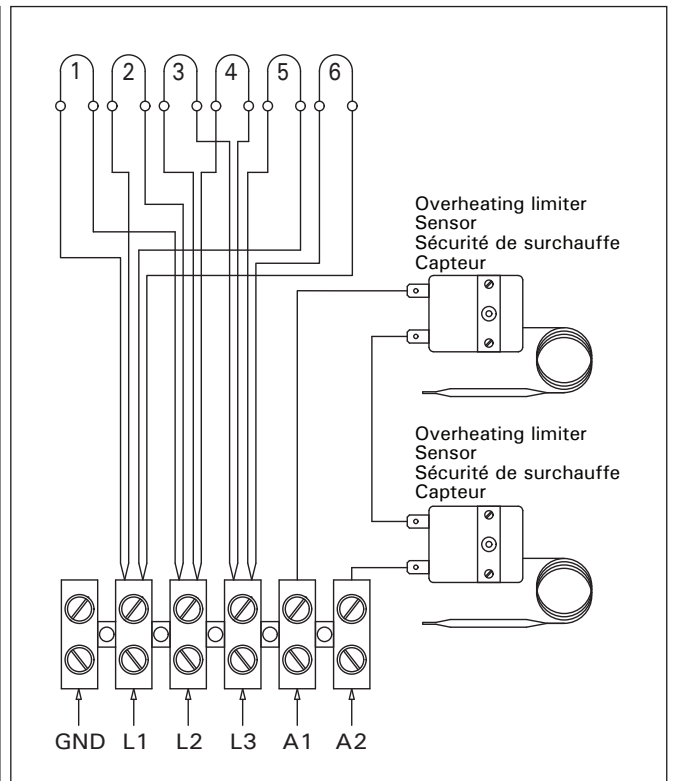 1 2 3 4 5 6
Overheating limiter
Sensor
Sécurité de surchauffe
Capteur
Overheating limiter
Sensor
Sécurité de surchauffe
Capteur
GND L1 L2 L3 A1 A2